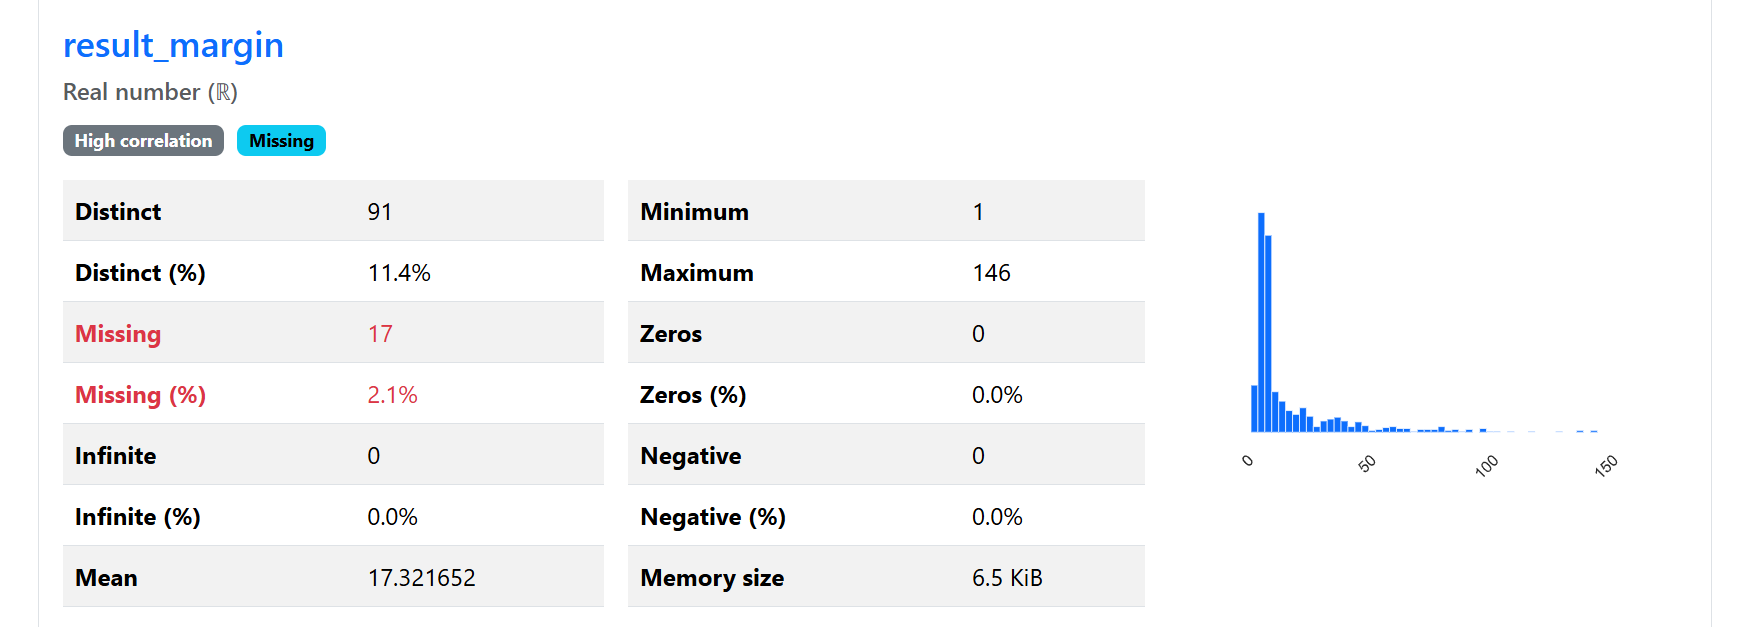 result_margin
Real number (ℝ)
High correlation Missing
Distinct 91
Distinct (%) 11.4%
Missing 17
Missing (%) 2.1%
Infinite 0
Infinite (%) 0.0%
Mean 17.321652
Minimum 1
Maximum 146
Zeros 0
Zeros (%) 0.0%
Negative 0
Negative (%) 0.0%
Memory size 6.5 KiB
0 50 100 150